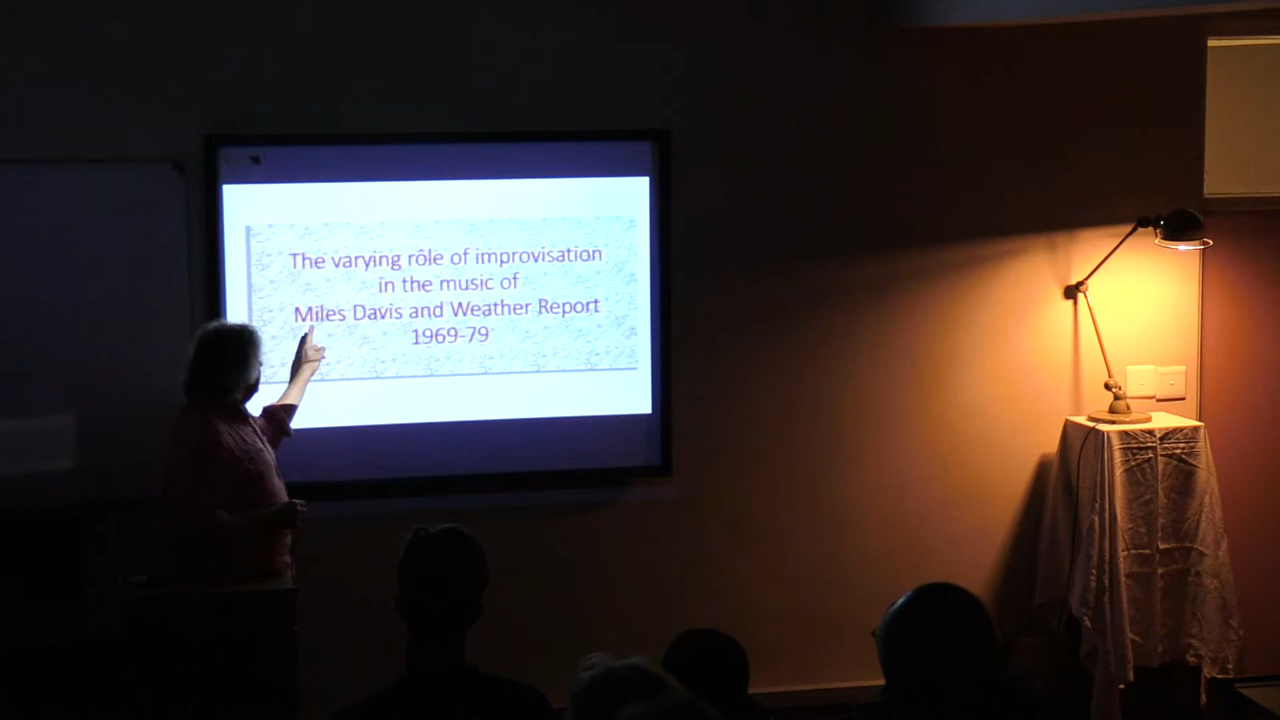 The varying rôle of improvisation
in the music of
Miles Davis and Weather Report
1969-79